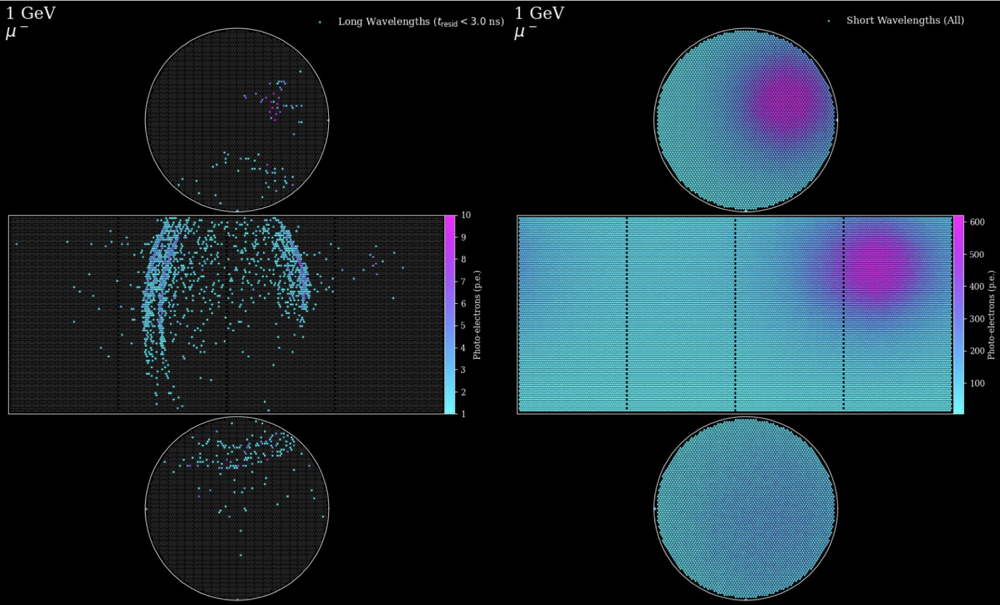 1 GeV
μ⁻
Long Wavelengths (t_resid < 3.0 ns)
10
9
8
7
6
5
4
3
2
1
Photo-electrons (p.e.)
1 GeV
μ⁻
Short Wavelengths (All)
600
500
400
300
200
100
Photo-electrons (p.e.)